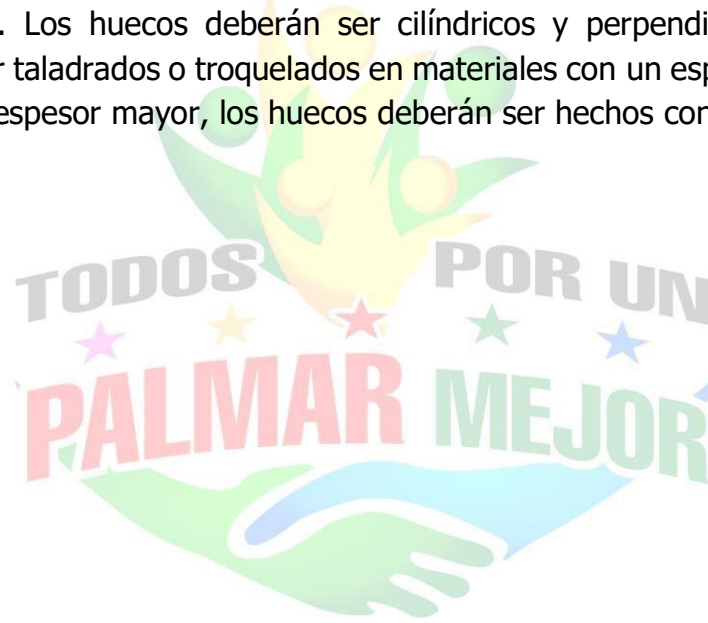 . Los huecos deberán ser cilíndricos y perpendi
r taladrados o troquelados en materiales con un esp
espesor mayor, los huecos deberán ser hechos con
TODOS POR UN
PALMAR MEJOR